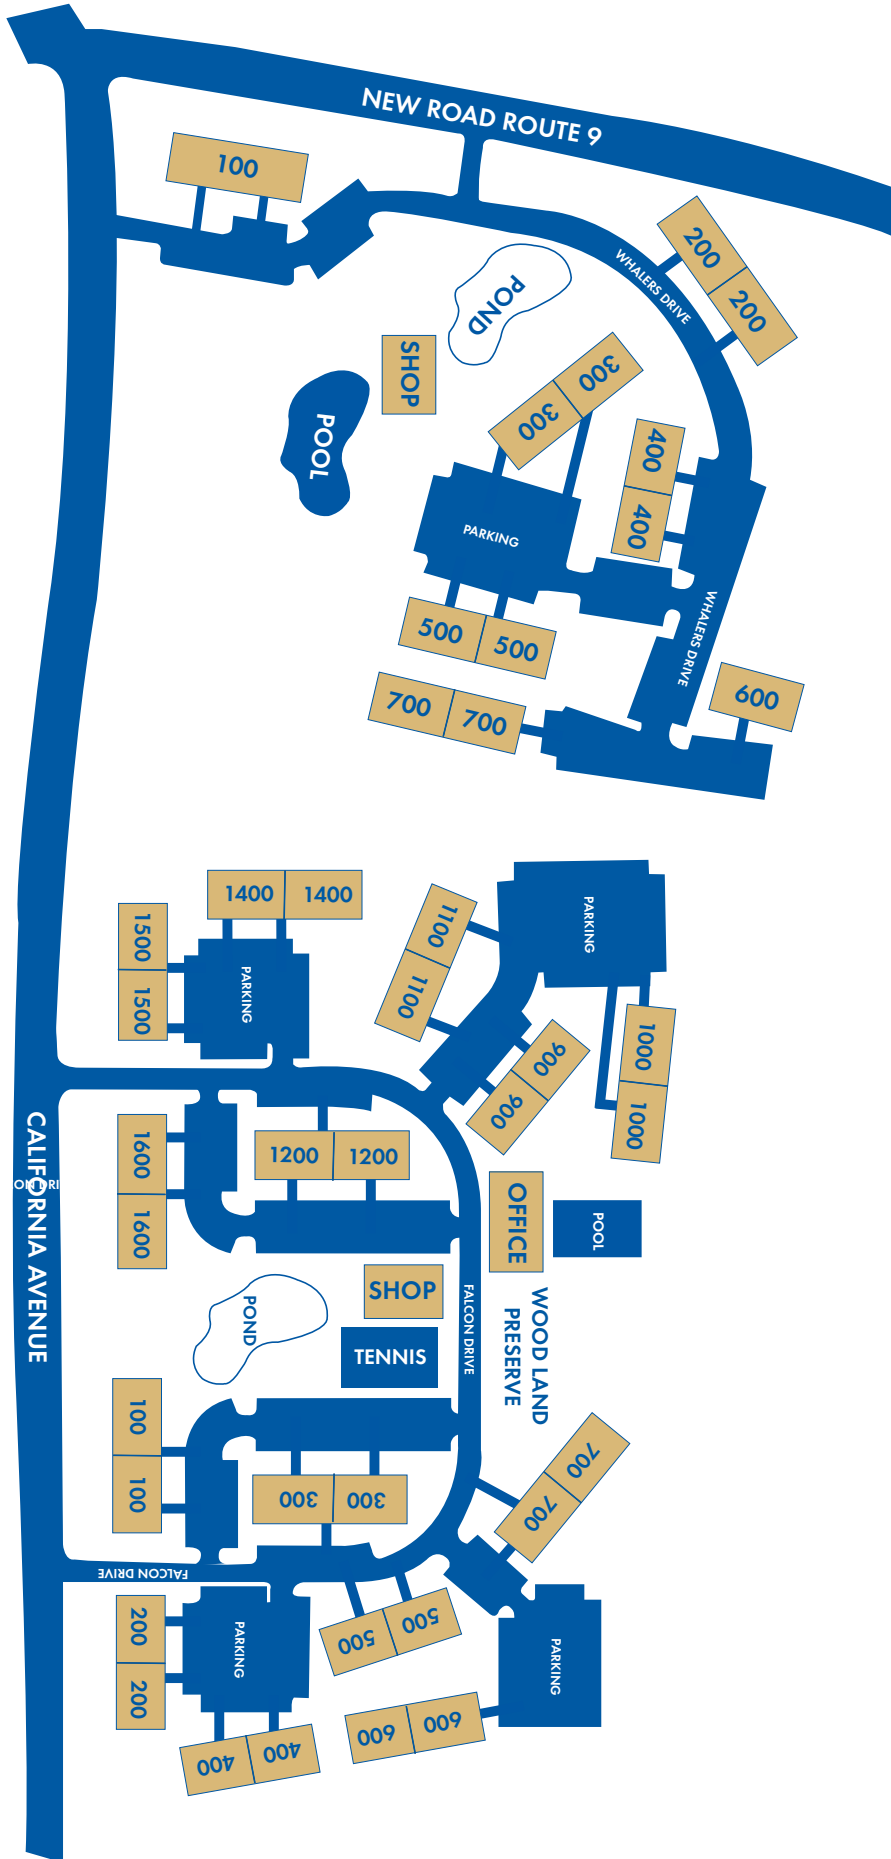 NEW ROAD ROUTE 9
100
200
200
WHALERS DRIVE
POND
SHOP
POOL
300
300
400
400
PARKING
WHALERS DRIVE
500
500
600
700
700
1400
1400
1500
1500
PARKING
1100
1100
PARKING
1000
1000
900
900
CALIFORNIA AVENUE
ON DRI
1600
1600
1200
1200
OFFICE
POOL
SHOP
POND
TENNIS
FALCON DRIVE
WOOD LAND
PRESERVE
100
100
300
300
700
700
FALCON DRIVE
200
200
PARKING
500
500
PARKING
600
600
400
400